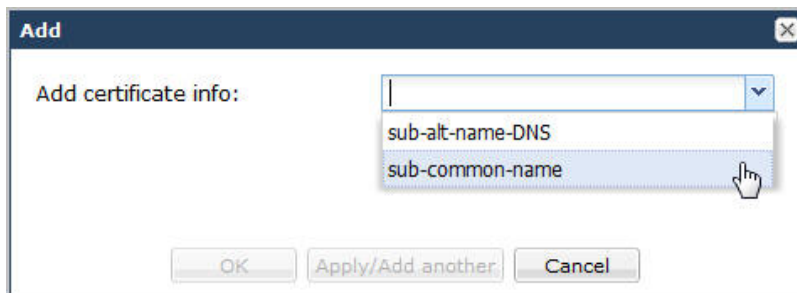 Add
Add certificate info:
sub-alt-name-DNS
sub-common-name
OK Apply/Add another Cancel